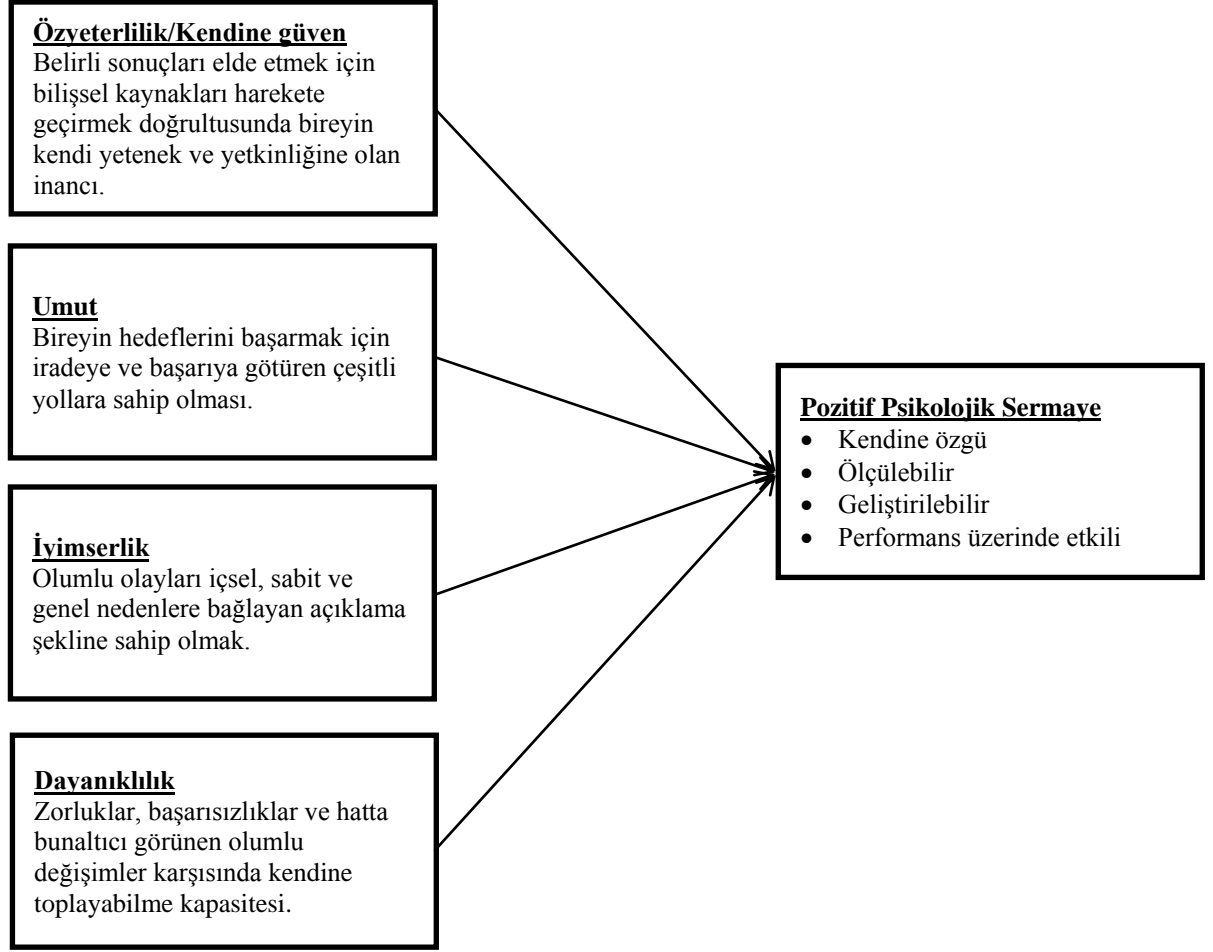 Özyeterlilik/Kendine güven
Belirli sonuçları elde etmek için
bilişsel kaynakları harekete
geçirmek doğrultusunda bireyin
kendi yetenek ve yetkinliğine olan
inancı.
Umut
Bireyin hedeflerini başarmak için
iradeye ve başarıya götüren çeşitli
yollara sahip olması.
İyimserlik
Olumlu olayları içsel, sabit ve
genel nedenlere bağlayan açıklama
şekline sahip olmak.
Dayanıklılık
Zorluklar, başarısızlıklar ve hatta
bunaltıcı görünen olumlu
değişimler karşısında kendine
toplayabilme kapasitesi.
Pozitif Psikolojik Sermaye
• Kendine özgü
• Ölçülebilir
• Geliştirilebilir
• Performans üzerinde etkili